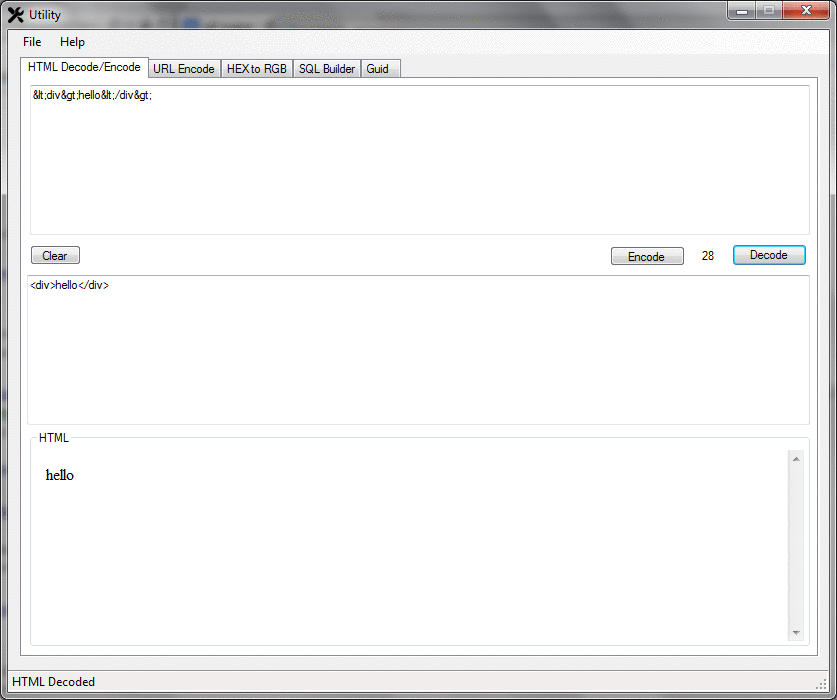 Utility
File Help
HTML Decode/Encode URL Encode HEX to RGB SQL Builder Guid
&lt;div&gt;hello&lt;/div&gt;
Clear Encode 28 Decode
<div>hello</div>
HTML
hello
HTML Decoded